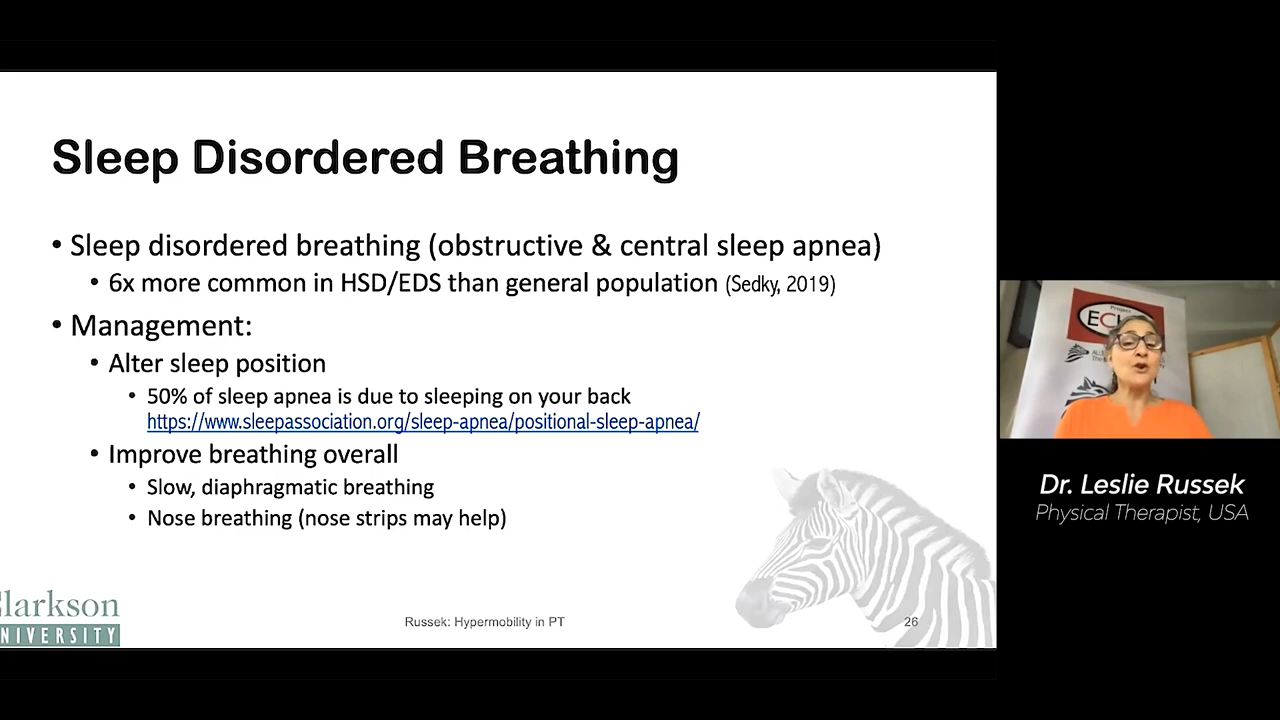 Sleep Disordered Breathing
• Sleep disordered breathing (obstructive & central sleep apnea)
• 6x more common in HSD/EDS than general population (Sedky, 2019)
• Management:
• Alter sleep position
• 50% of sleep apnea is due to sleeping on your back
https://www.sleepassociation.org/sleep-apnea/positional-sleep-apnea/
• Improve breathing overall
• Slow, diaphragmatic breathing
• Nose breathing (nose strips may help)
Russek: Hypermobility in PT
26
Project
Dr. Leslie Russek
Physical Therapist, USA